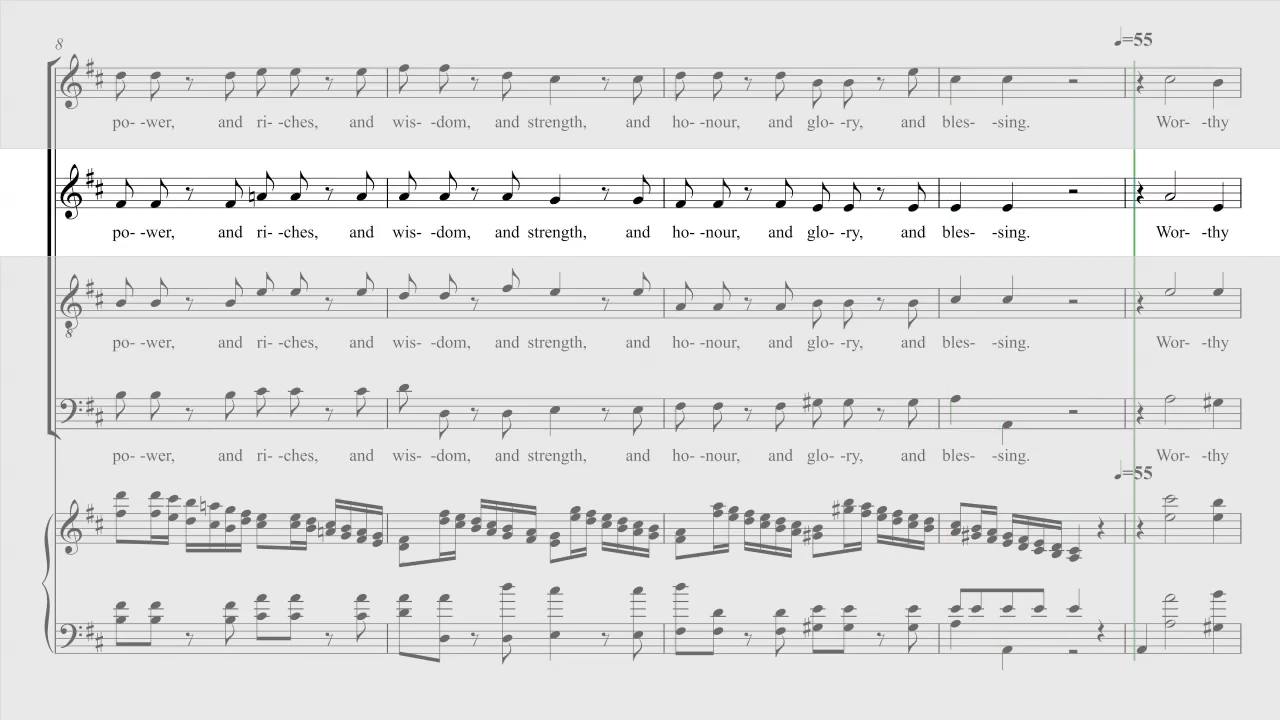 8
♩=55
po- -wer, and ri- -ches, and wis- -dom, and strength, and ho- -nour, and glo- -ry, and bles- -sing. Wor- -thy
po- -wer, and ri- -ches, and wis- -dom, and strength, and ho- -nour, and glo- -ry, and bles- -sing. Wor- -thy
8
po- -wer, and ri- -ches, and wis- -dom, and strength, and ho- -nour, and glo- -ry, and bles- -sing. Wor- -thy
po- -wer, and ri- -ches, and wis- -dom, and strength, and ho- -nour, and glo- -ry, and bles- -sing. Wor- -thy
♩=55